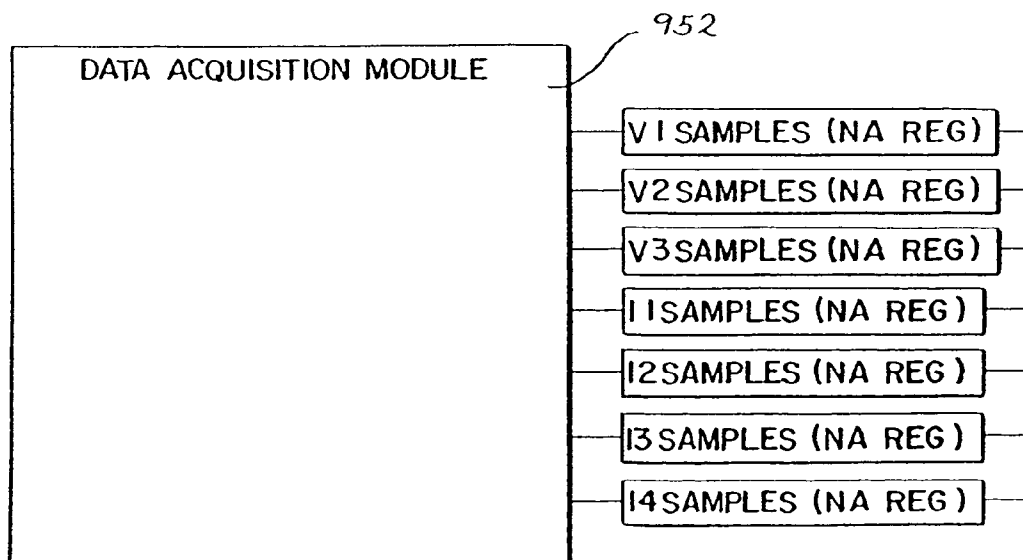 952
DATA ACQUISITION MODULE
V1 SAMPLES (NA REG)
V2 SAMPLES (NA REG)
V3 SAMPLES (NA REG)
I1 SAMPLES (NA REG)
I2 SAMPLES (NA REG)
I3 SAMPLES (NA REG)
I4 SAMPLES (NA REG)